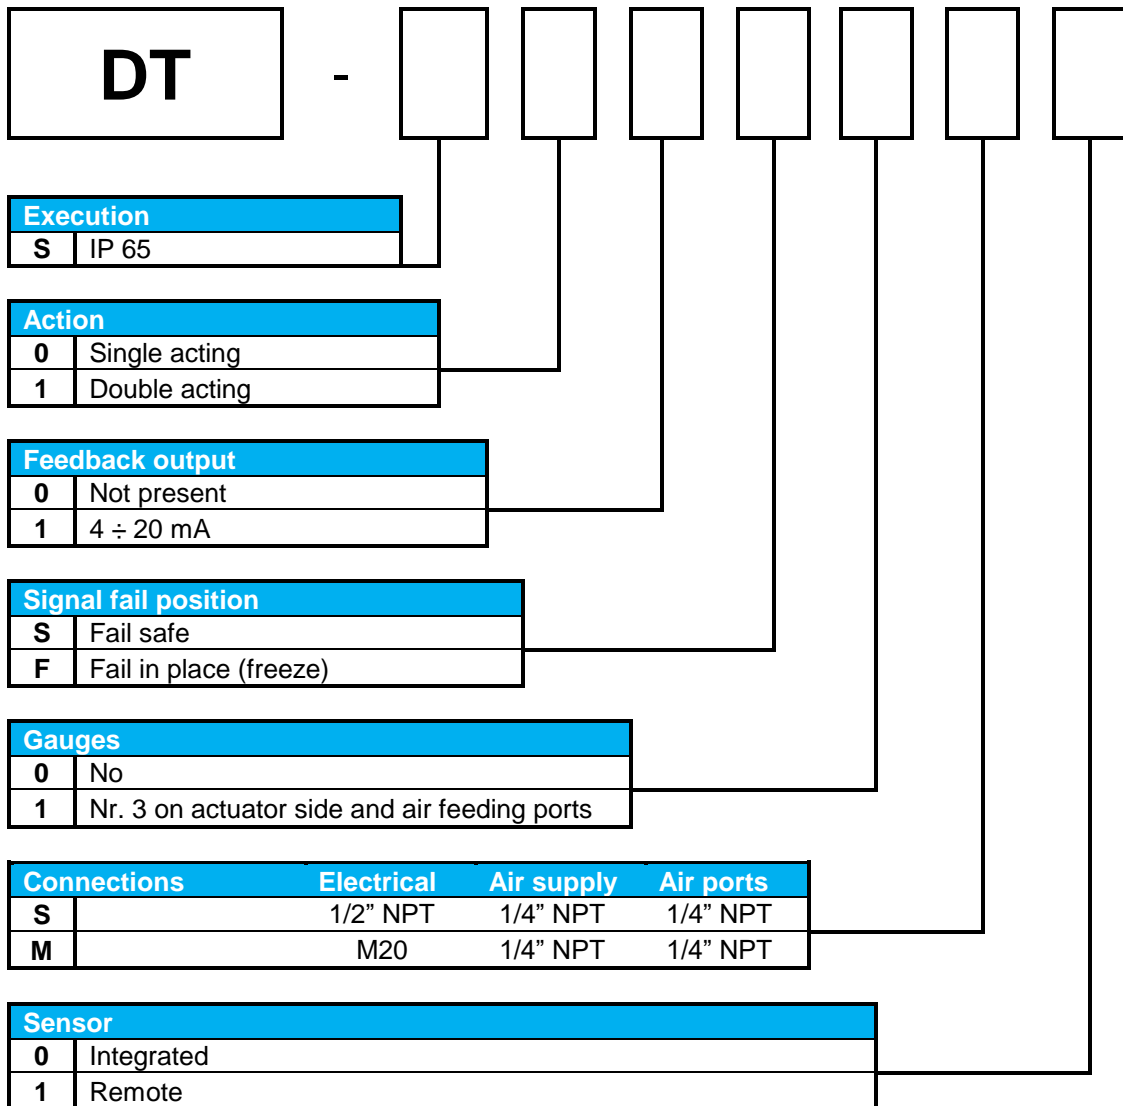 DT -
Execution
S IP 65
Action
0 Single acting
1 Double acting
Feedback output
0 Not present
1 4 ÷ 20 mA
Signal fail position
S Fail safe
F Fail in place (freeze)
Gauges
0 No
1 Nr. 3 on actuator side and air feeding ports
Connections Electrical Air supply Air ports
S 1/2” NPT 1/4” NPT 1/4” NPT
M M20 1/4” NPT 1/4” NPT
Sensor
0 Integrated
1 Remote